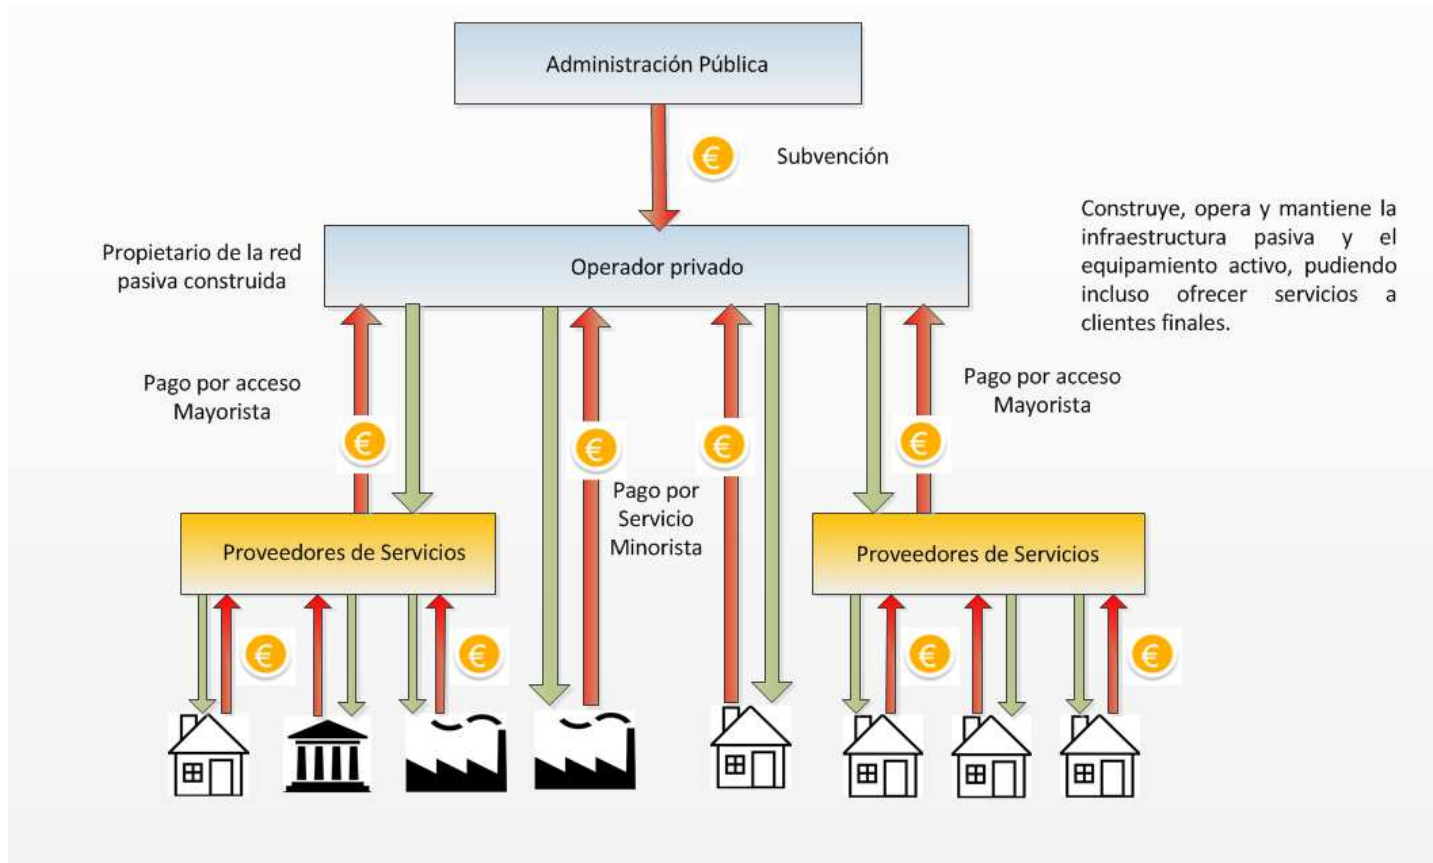 Administración Pública
€
Subvención
Construye, opera y mantiene la
infraestructura pasiva y el
equipamiento activo, pudiendo
incluso ofrecer servicios a
clientes finales.
Propietario de la red
pasiva construida
Operador privado
Pago por acceso
Mayorista
Pago por acceso
Mayorista
€
€
€
€
Pago por
Servicio
Minorista
Proveedores de Servicios
Proveedores de Servicios
€
€
€
€